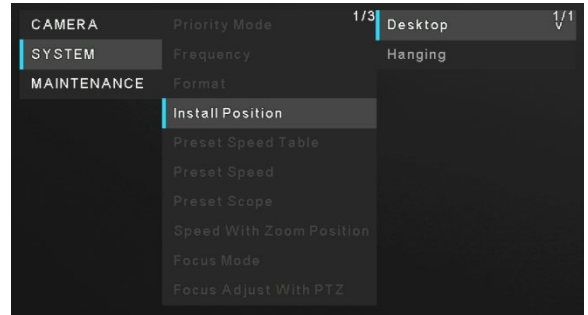 CAMERA
SYSTEM
MAINTENANCE
1/3
Priority Mode
Frequency
Format
Install Position
Preset Speed Table
Preset Speed
Preset Scope
Speed With Zoom Position
Focus Mode
Focus Adjust With PTZ
1/1
Desktop
Hanging